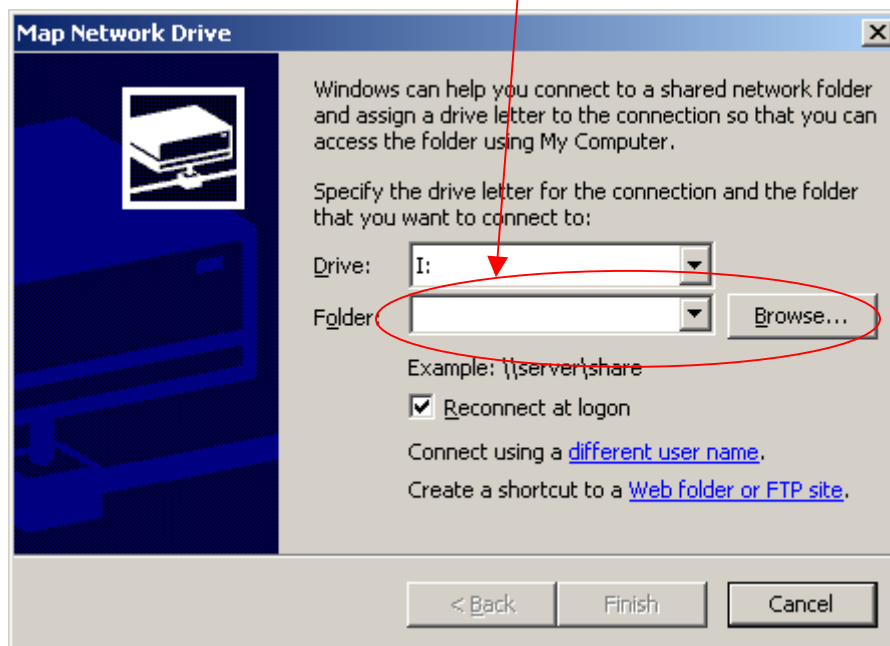 Map Network Drive
Windows can help you connect to a shared network folder
and assign a drive letter to the connection so that you can
access the folder using My Computer.
Specify the drive letter for the connection and the folder
that you want to connect to:
Drive: I:
Folder: Browse...
Example: \\server\share
Reconnect at logon
Connect using a different user name.
Create a shortcut to a Web folder or FTP site.
< Back Finish Cancel